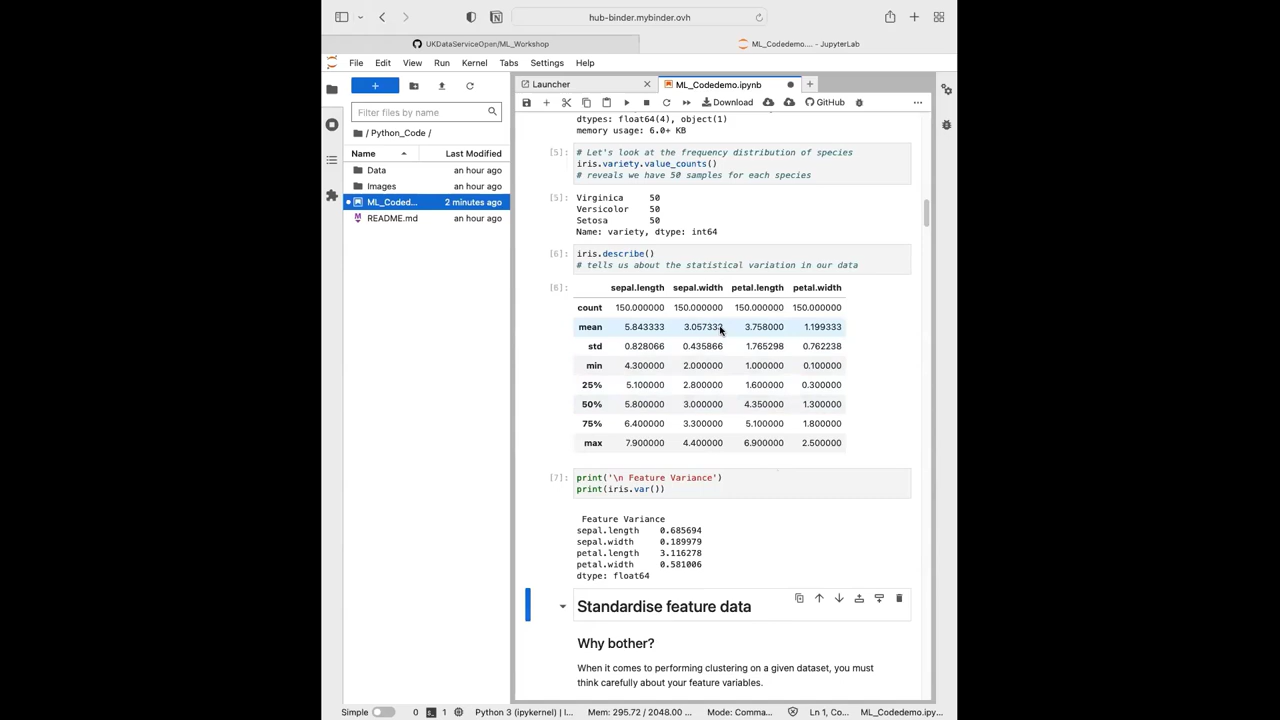 hub-binder.mybinder.ovh
UKDataServiceOpen/ML_Workshop
ML_Codedemo.... - JupyterLab
File Edit View Run Kernel Tabs Settings Help
Launcher
ML_Codedemo.ipynb
Download
GitHub
Filter files by name
/ Python_Code /
Name Last Modified
Data an hour ago
Images an hour ago
ML_Coded... 2 minutes ago
README.md an hour ago
dtypes: float64(4), object(1)
memory usage: 6.0+ KB
[5]: # Let's look at the frequency distribution of species
iris.variety.value_counts()
# reveals we have 50 samples for each species
[5]: Virginica 50
Versicolor 50
Setosa 50
Name: variety, dtype: int64
[6]: iris.describe()
# tells us about the statistical variation in our data
[6]: sepal.length sepal.width petal.length petal.width
count 150.000000 150.000000 150.000000 150.000000
mean 5.843333 3.057333 3.758000 1.199333
std 0.828066 0.435866 1.765298 0.762238
min 4.300000 2.000000 1.000000 0.100000
25% 5.100000 2.800000 1.600000 0.300000
50% 5.800000 3.000000 4.350000 1.300000
75% 6.400000 3.300000 5.100000 1.800000
max 7.900000 4.400000 6.900000 2.500000
[7]: print('\n Feature Variance')
print(iris.var())
Feature Variance
sepal.length 0.685694
sepal.width 0.189979
petal.length 3.116278
petal.width 0.581006
dtype: float64
Standardise feature data
Why bother?
When it comes to performing clustering on a given dataset, you must
think carefully about your feature variables.
Simple 0 1 Python 3 (ipykernel) | I... Mem: 295.72 / 2048.00 ... Mode: Comma... Ln 1, Co... ML_Codedemo.ipy...